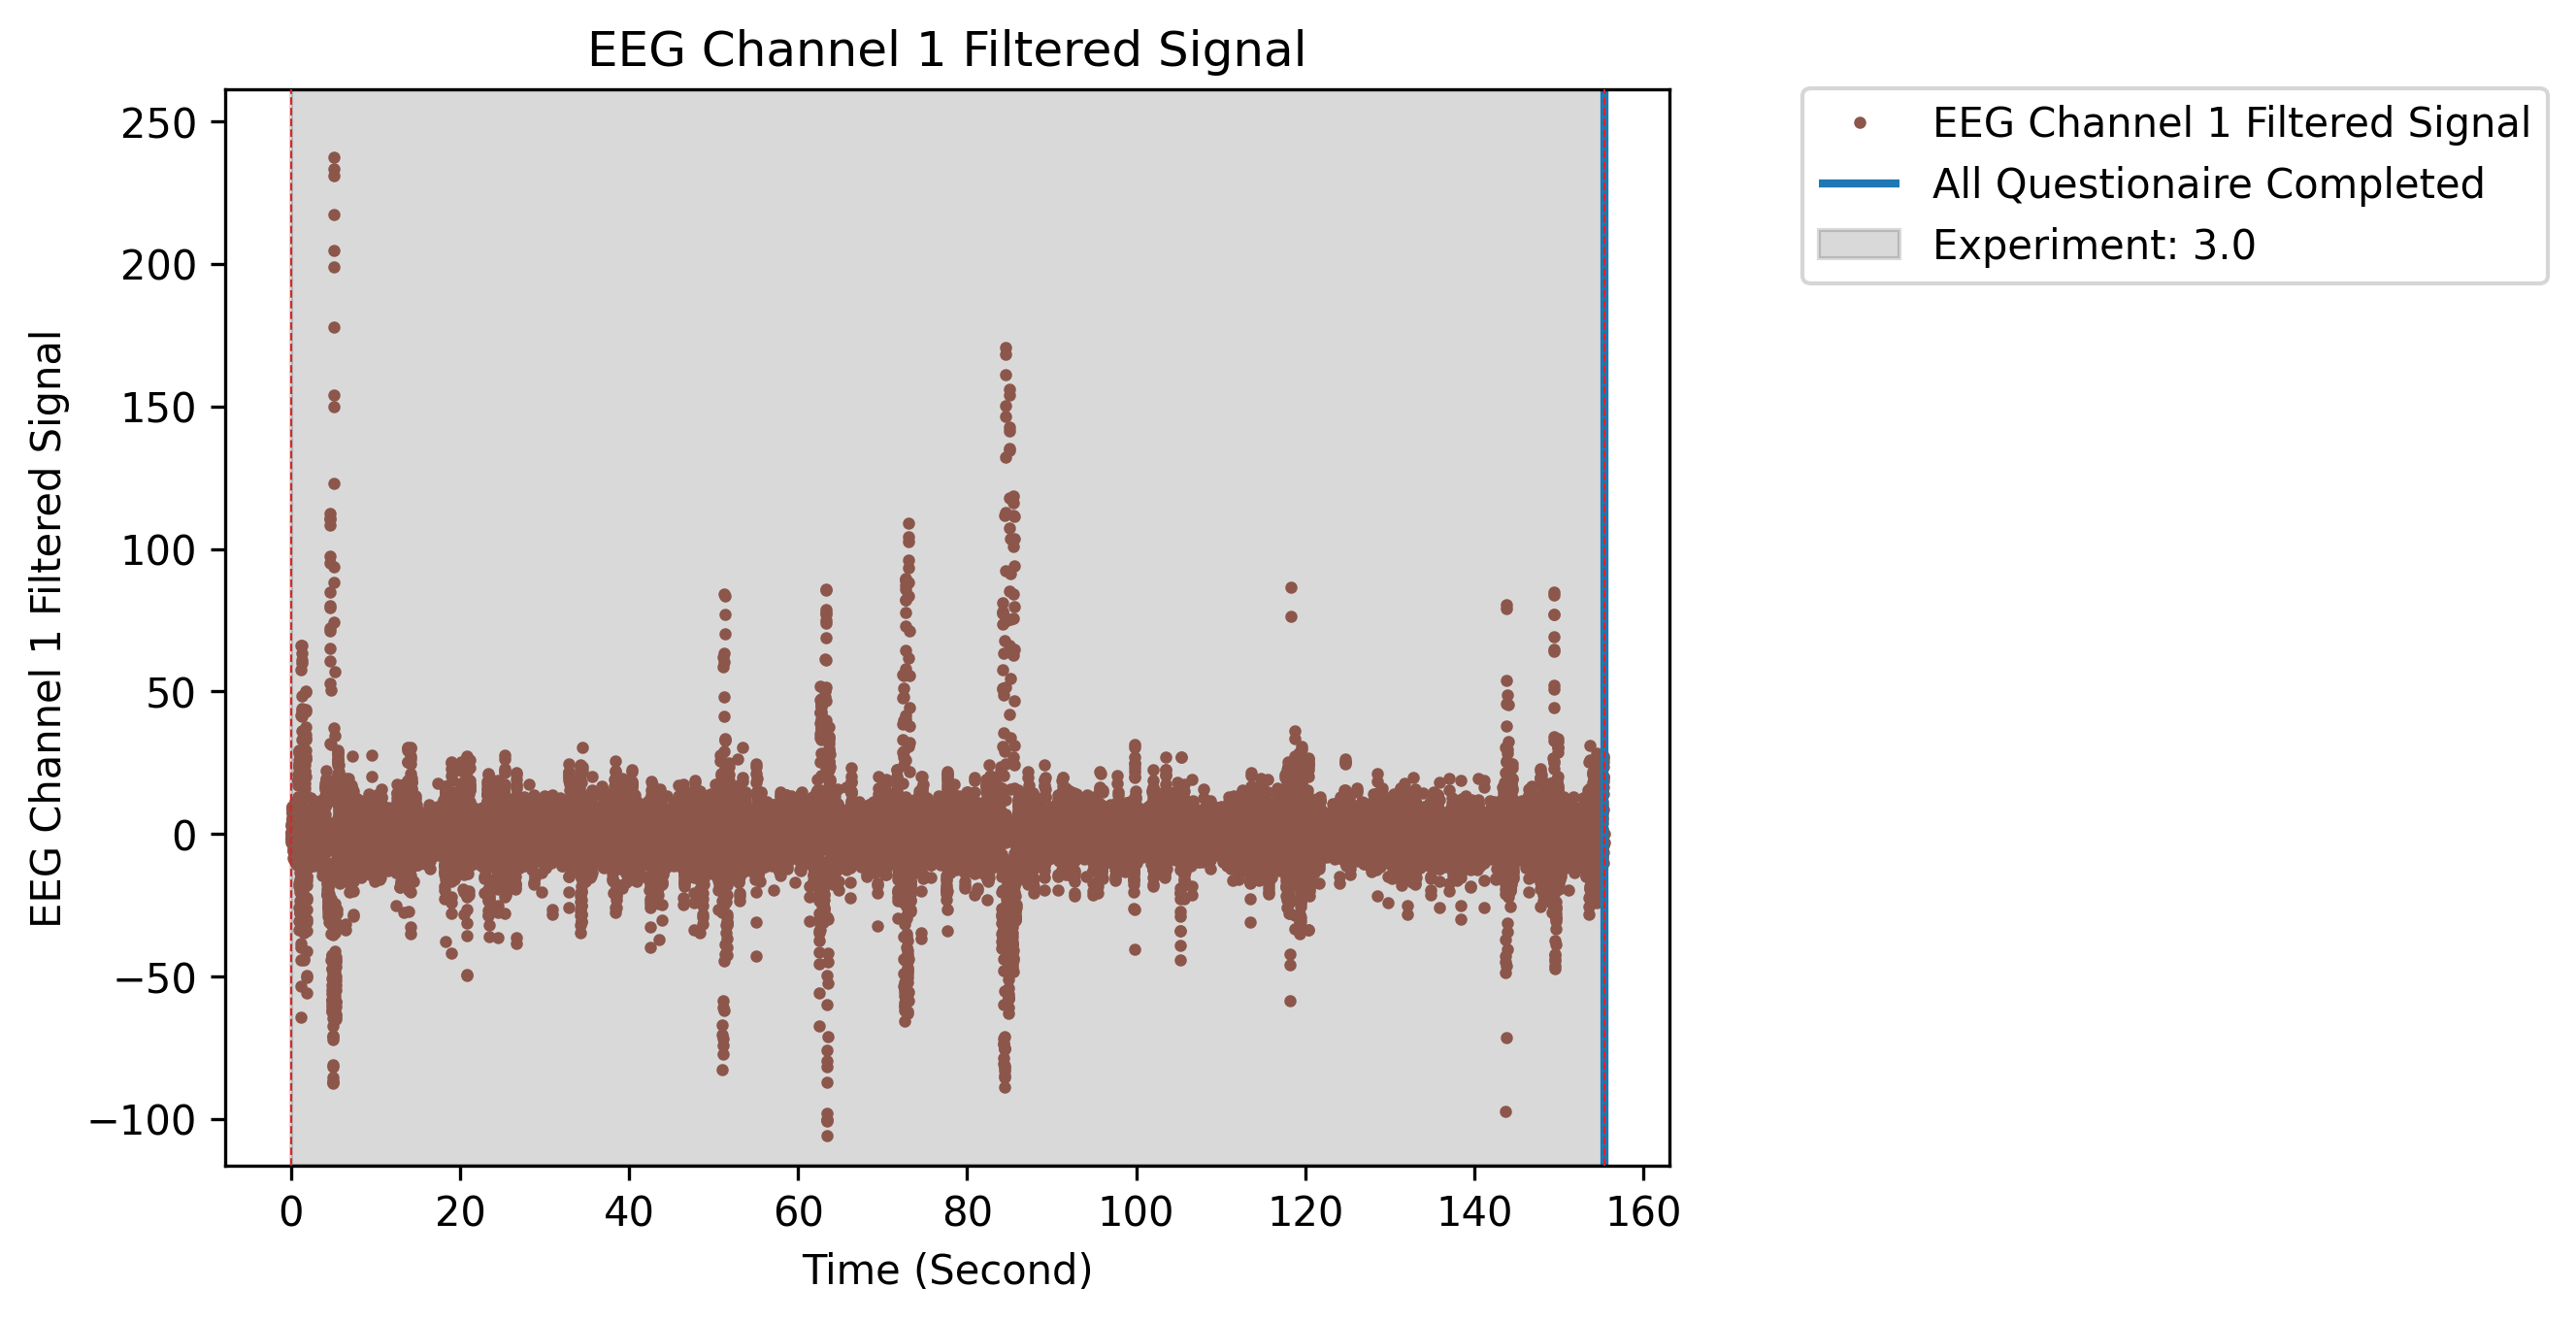 EEG Channel 1 Filtered Signal
EEG Channel 1 Filtered Signal
All Questionaire Completed
Experiment: 3.0
EEG Channel 1 Filtered Signal
250
200
150
100
50
0
−50
−100
0 20 40 60 80 100 120 140 160
Time (Second)